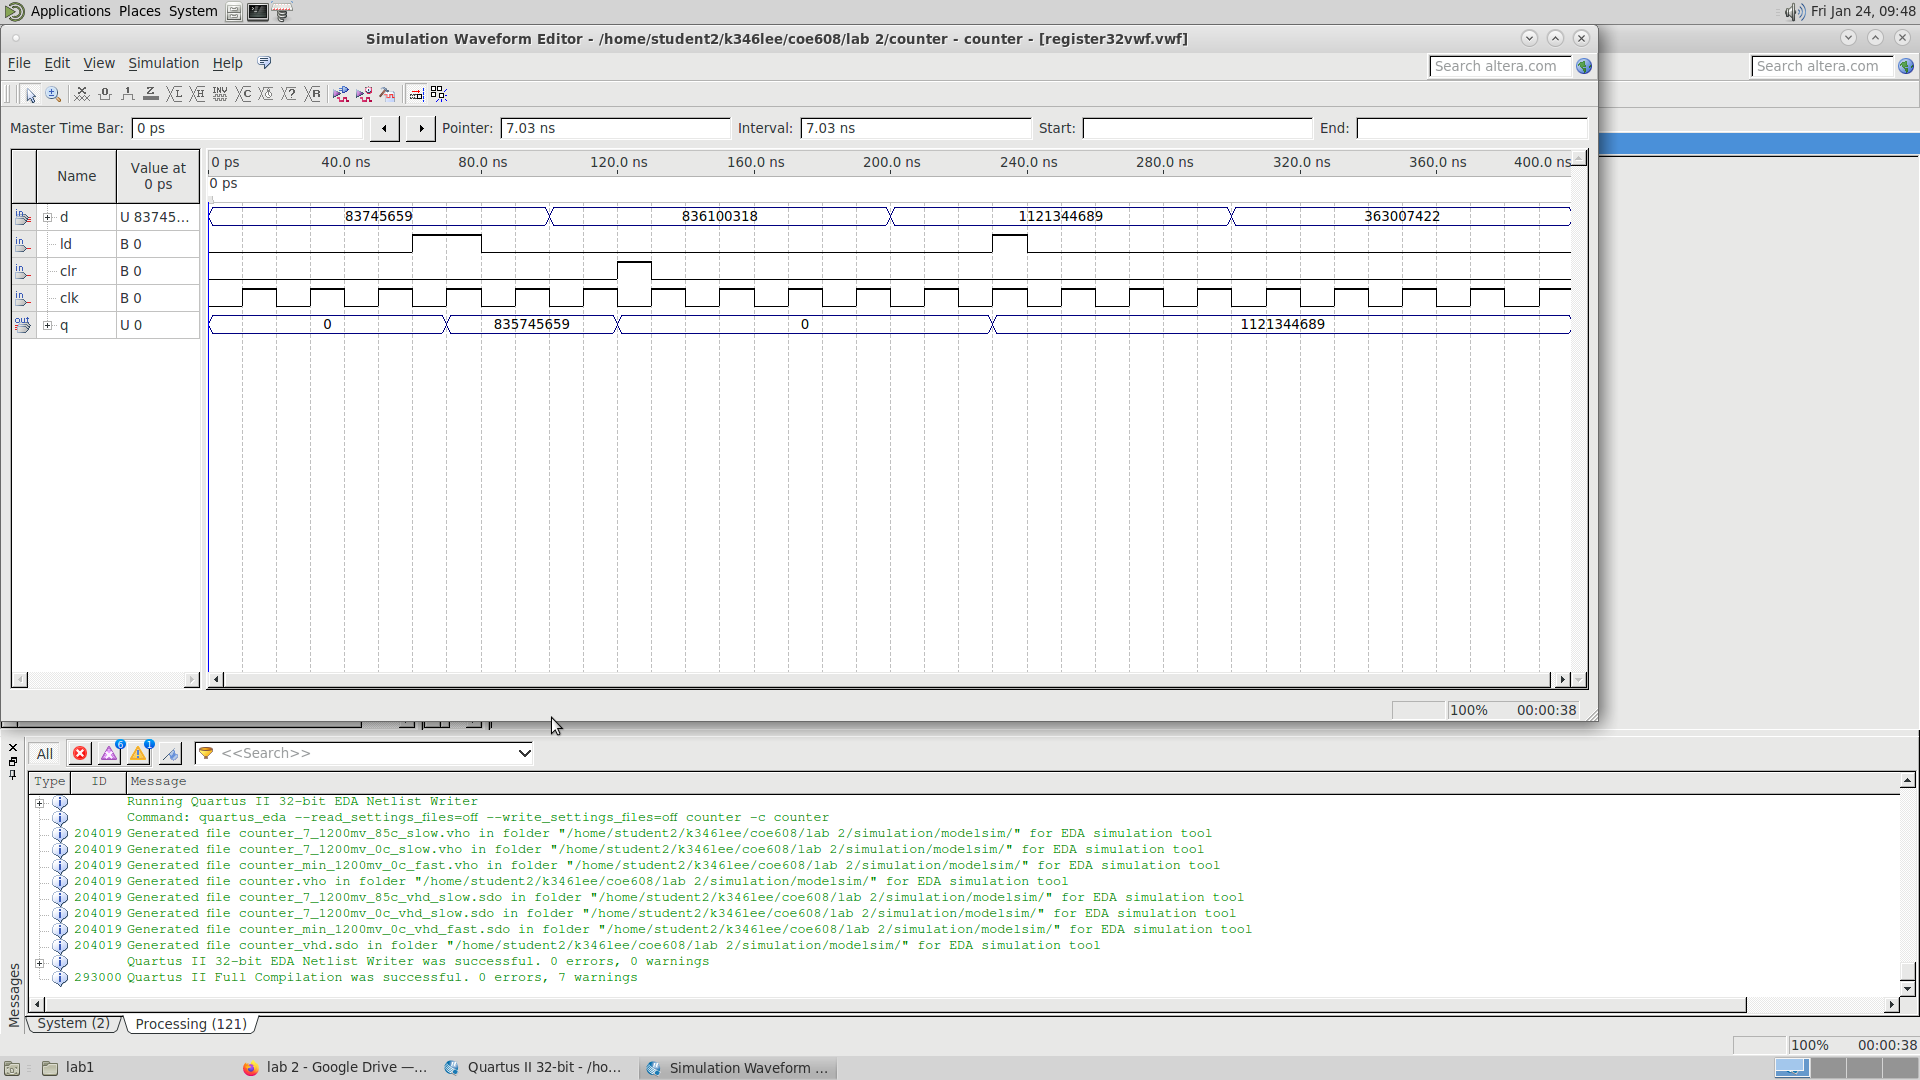 Applications Places System
Fri Jan 24, 09:48
Simulation Waveform Editor - /home/student2/k346lee/coe608/lab 2/counter - counter - [register32vwf.vwf]
File Edit View Simulation Help
Search altera.com
Search altera.com
Master Time Bar: 0 ps Pointer: 7.03 ns Interval: 7.03 ns Start: End:
Name Value at 0 ps
0 ps 40.0 ns 80.0 ns 120.0 ns 160.0 ns 200.0 ns 240.0 ns 280.0 ns 320.0 ns 360.0 ns 400.0 ns
0 ps
d U 83745... 83745659 836100318 1121344689 363007422
ld B 0
clr B 0
clk B 0
q U 0 0 835745659 0 1121344689
100% 00:00:38
All 6 1 <<Search>>
Type ID Message
Running Quartus II 32-bit EDA Netlist Writer
Command: quartus_eda --read_settings_files=off --write_settings_files=off counter -c counter
204019 Generated file counter_7_1200mv_85c_slow.vho in folder "/home/student2/k346lee/coe608/lab 2/simulation/modelsim/" for EDA simulation tool
204019 Generated file counter_7_1200mv_0c_slow.vho in folder "/home/student2/k346lee/coe608/lab 2/simulation/modelsim/" for EDA simulation tool
204019 Generated file counter_min_1200mv_0c_fast.vho in folder "/home/student2/k346lee/coe608/lab 2/simulation/modelsim/" for EDA simulation tool
204019 Generated file counter.vho in folder "/home/student2/k346lee/coe608/lab 2/simulation/modelsim/" for EDA simulation tool
204019 Generated file counter_7_1200mv_85c_vhd_slow.sdo in folder "/home/student2/k346lee/coe608/lab 2/simulation/modelsim/" for EDA simulation tool
204019 Generated file counter_7_1200mv_0c_vhd_slow.sdo in folder "/home/student2/k346lee/coe608/lab 2/simulation/modelsim/" for EDA simulation tool
204019 Generated file counter_min_1200mv_0c_vhd_fast.sdo in folder "/home/student2/k346lee/coe608/lab 2/simulation/modelsim/" for EDA simulation tool
204019 Generated file counter_vhd.sdo in folder "/home/student2/k346lee/coe608/lab 2/simulation/modelsim/" for EDA simulation tool
Quartus II 32-bit EDA Netlist Writer was successful. 0 errors, 0 warnings
293000 Quartus II Full Compilation was successful. 0 errors, 7 warnings
Messages
System (2) Processing (121)
100% 00:00:38
lab1 lab 2 - Google Drive —... Quartus II 32-bit - /ho... Simulation Waveform ...